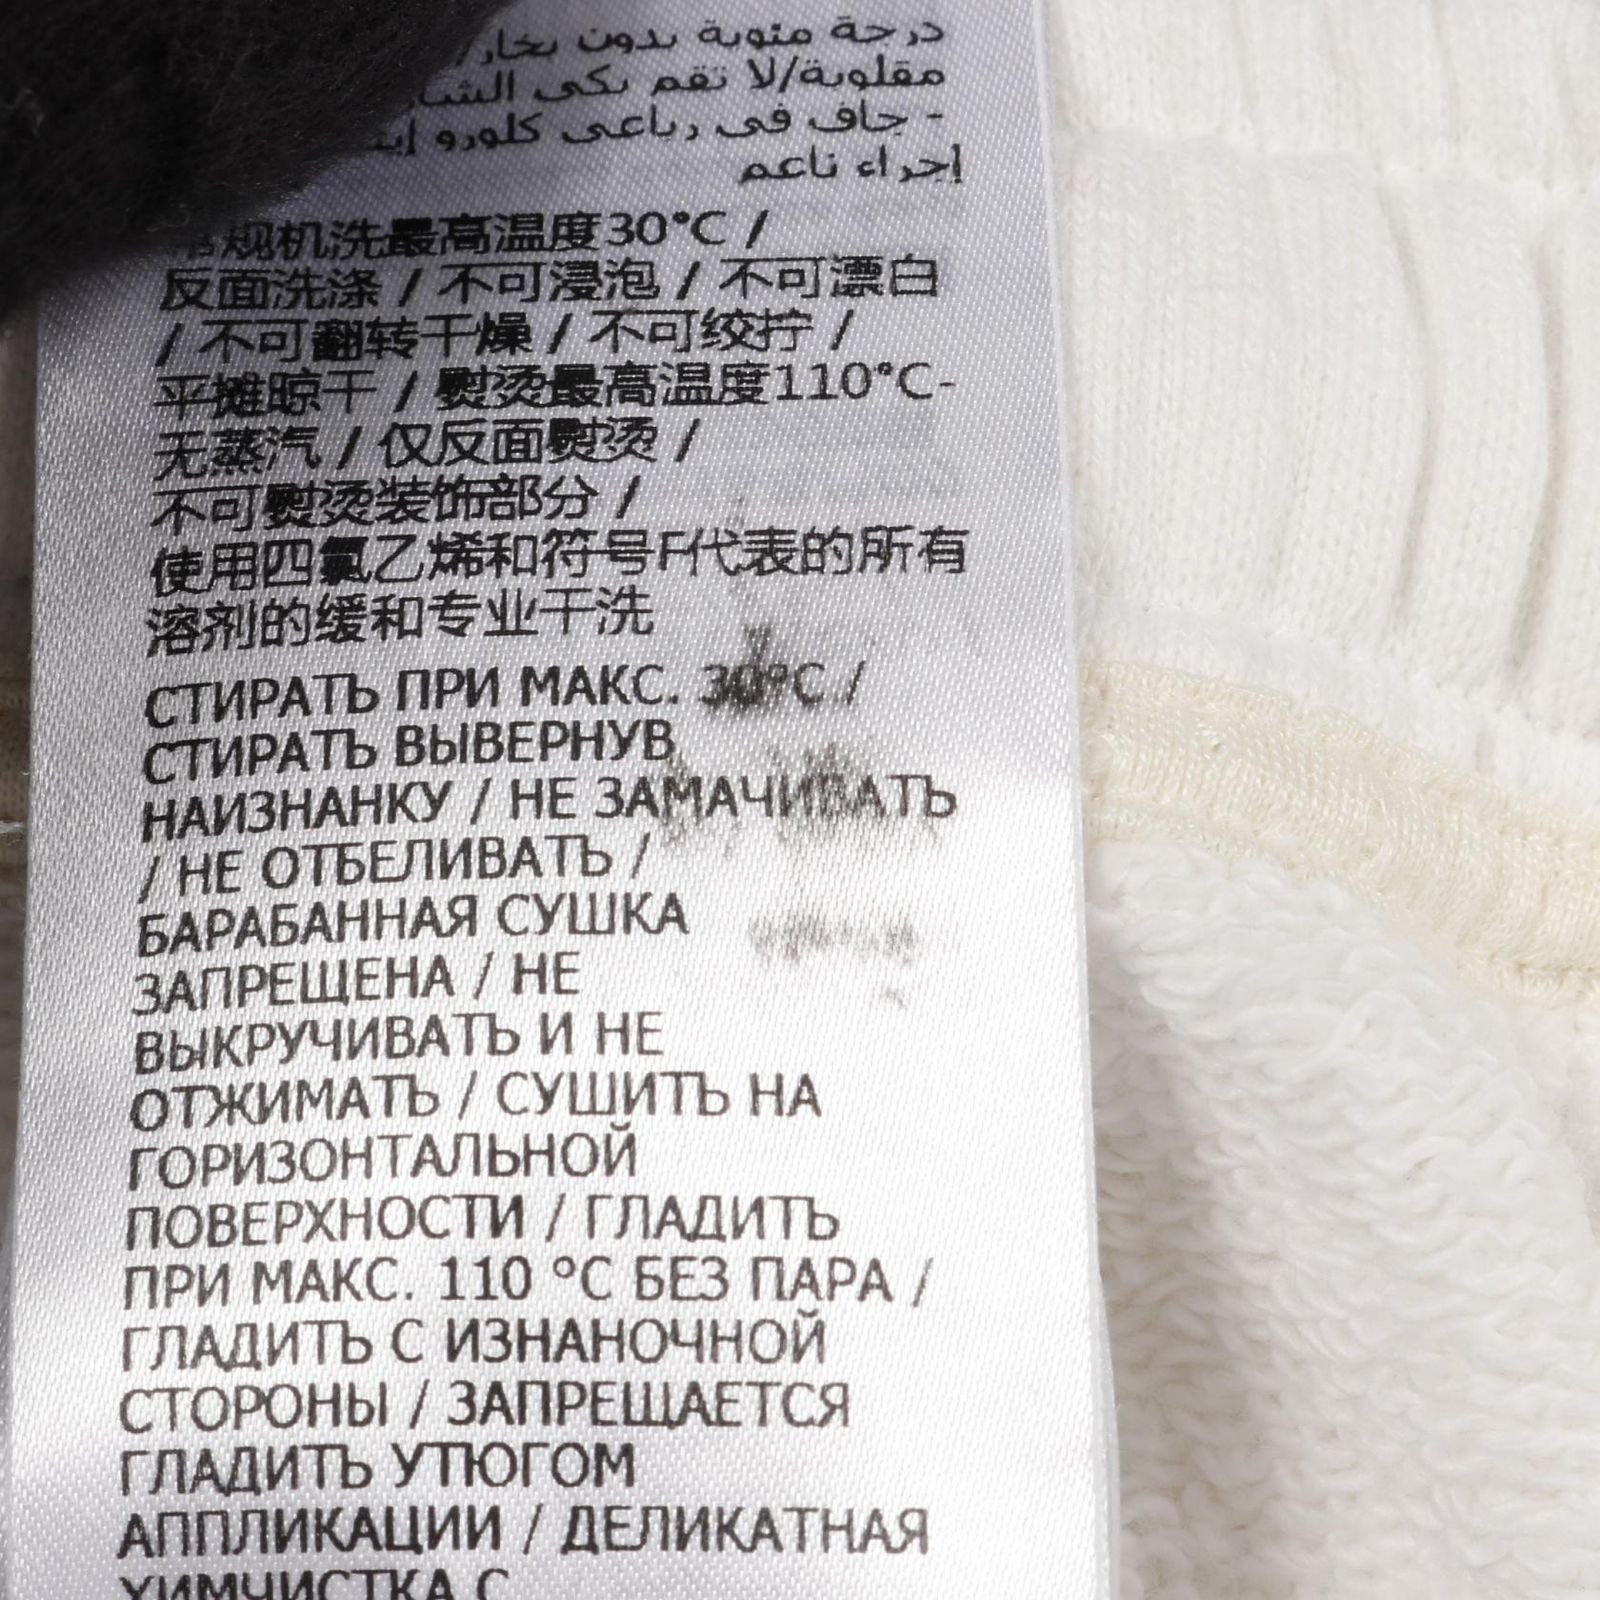 درجة مئوية بدون بخار/
مقلوبة/لا تقم بكى
- جاف فى رباعى كلورو
إجراء ناعم
常规机洗最高温度30°C /
反面洗涤 / 不可浸泡 / 不可漂白
/ 不可翻转干燥 / 不可绞拧 /
平摊晾干 / 熨烫最高温度110°C-
无蒸汽 / 仅反面熨烫 /
不可熨烫装饰部分 /
使用四氯乙烯和符号F代表的所有
溶剂的缓和专业干洗
СТИРАТЬ ПРИ МАКС. 30°C /
СТИРАТЬ ВЫВЕРНУВ
НАИЗНАНКУ / НЕ ЗАМАЧИВАТЬ
/ НЕ ОТБЕЛИВАТЬ /
БАРАБАННАЯ СУШКА
ЗАПРЕЩЕНА / НЕ
ВЫКРУЧИВАТЬ И НЕ
ОТЖИМАТЬ / СУШИТЬ НА
ГОРИЗОНТАЛЬНОЙ
ПОВЕРХНОСТИ / ГЛАДИТЬ
ПРИ МАКС. 110 °C БЕЗ ПАРА /
ГЛАДИТЬ С ИЗНАНОЧНОЙ
СТОРОНЫ / ЗАПРЕЩАЕТСЯ
ГЛАДИТЬ УТЮГОМ
АППЛИКАЦИИ / ДЕЛИКАТНАЯ
ХИМЧИСТКА С